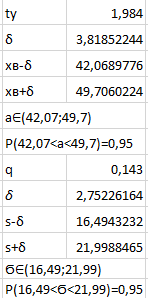 tγ 1,984
δ 3,81852244
xв-δ 42,0689776
xв+δ 49,7060224
a∈(42,07;49,7)
P(42,07<a<49,7)=0,95
q 0,143
δ 2,75226164
s-δ 16,4943232
s+δ 21,9988465
Ϭ∈(16,49;21,99)
P(16,49<Ϭ<21,99)=0,95